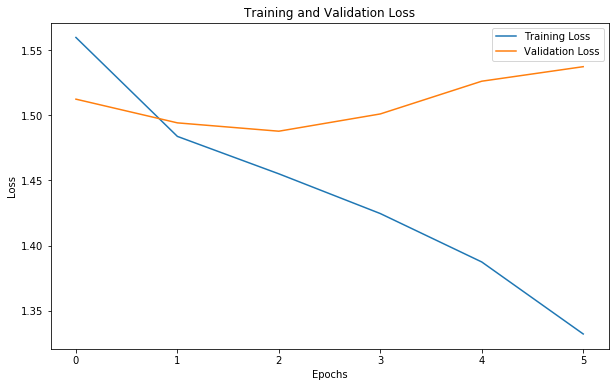 Training and Validation Loss
Training Loss
Validation Loss
1.55
1.50
1.45
1.40
1.35
Loss
0 1 2 3 4 5
Epochs